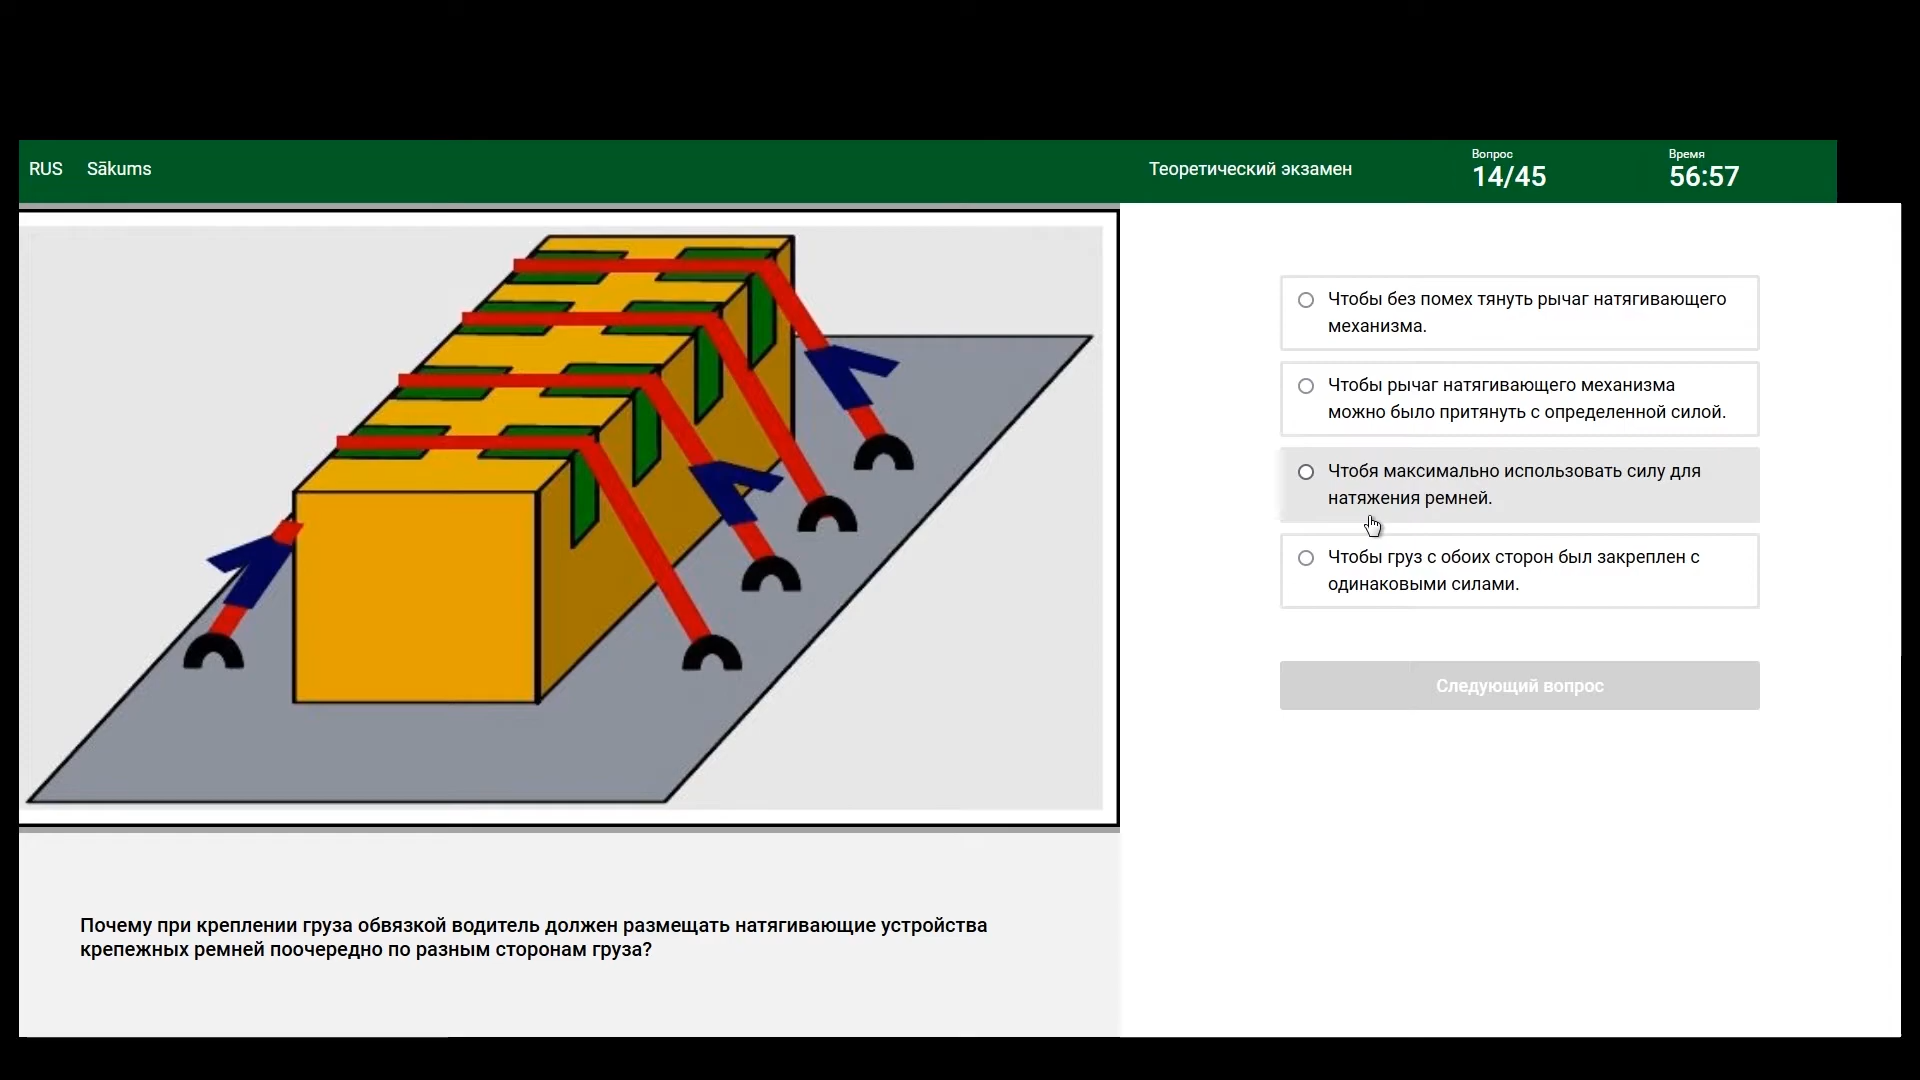 RUS Sākums Теоретический экзамен
Вопрос
14/45
Время
56:57
Чтобы без помех тянуть рычаг натягивающего
механизма.
Чтобы рычаг натягивающего механизма
можно было притянуть с определенной силой.
Чтобя максимально использовать силу для
натяжения ремней.
Чтобы груз с обоих сторон был закреплен с
одинаковыми силами.
Следующий вопрос
Почему при креплении груза обвязкой водитель должен размещать натягивающие устройства
крепежных ремней поочередно по разным сторонам груза?